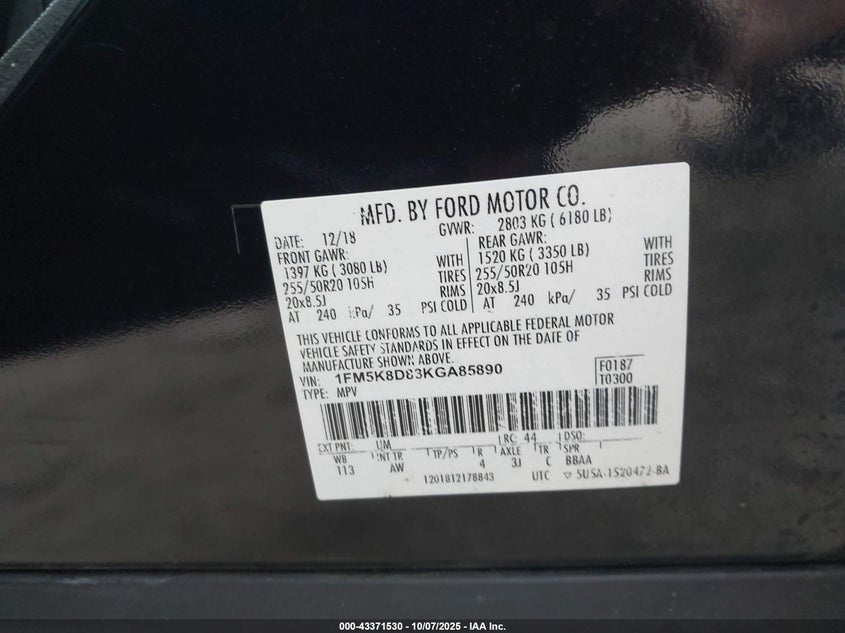 MFD. BY FORD MOTOR CO.
DATE: 12/18 GVWR: 2803 KG ( 6180 LB)
FRONT GAWR: REAR GAWR:
1397 KG ( 3080 LB) WITH 1520 KG ( 3350 LB) WITH
255/50R20 105H TIRES 255/50R20 105H TIRES
20x8.5J RIMS 20x8.5J RIMS
AT 240 kPa/ 35 PSI COLD AT 240 kPa/ 35 PSI COLD
THIS VEHICLE CONFORMS TO ALL APPLICABLE FEDERAL MOTOR
VEHICLE SAFETY STANDARDS IN EFFECT ON THE DATE OF
MANUFACTURE SHOWN ABOVE.
VIN: 1FM5K8D83KGA85890 F0187
TYPE: MPV T0300
EXT PNT: UM RC: 44 DSO:
WB INT TR TP/PS R AXLE TR SPR
113 AW 4 3J C BBAA
1201812178843 UTC 5U5A-1520472-BA
000-43371530 - 10/07/2025 - IAA Inc.